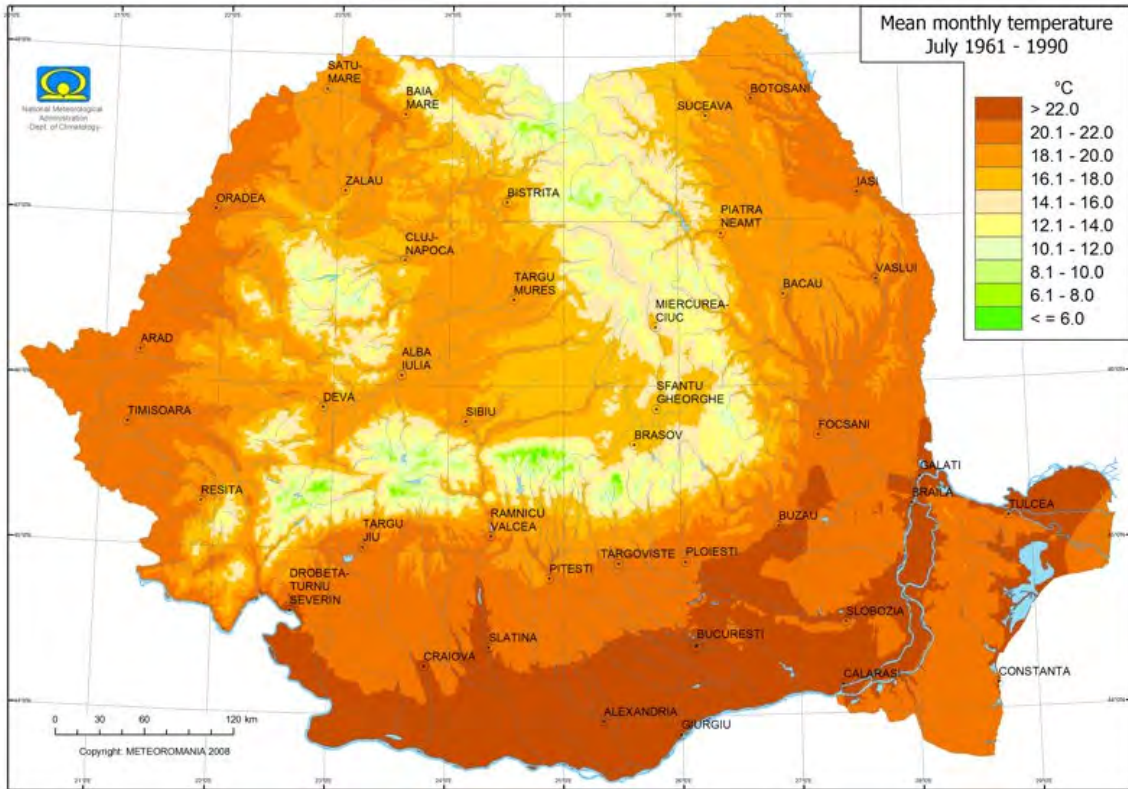 Mean monthly temperature
July 1961 - 1990
°C
> 22.0
20.1 - 22.0
18.1 - 20.0
16.1 - 18.0
14.1 - 16.0
12.1 - 14.0
10.1 - 12.0
8.1 - 10.0
6.1 - 8.0
< = 6.0
National Meteorological
Administration
-Dept. of Climatology-
SATU-
MARE
BAIA
MARE
BOTOSANI
SUCEAVA
ZALAU
ORADEA
BISTRITA
IASI
PIATRA
NEAMT
CLUJ-
NAPOCA
TARGU
MURES
VASLUI
BACAU
MIERCUREA-
CIUC
ARAD
ALBA
IULIA
DEVA
SFANTU
GHEORGHE
TIMISOARA
SIBIU
FOCSANI
BRASOV
GALATI
RESITA
BRAILA
TULCEA
RAMNICU
VALCEA
BUZAU
TARGU
JIU
TARGOVISTE
PLOIESTI
PITESTI
DROBETA-
TURNU
SEVERIN
SLOBOZIA
SLATINA
BUCURESTI
CRAIOVA
CALARASI
CONSTANTA
ALEXANDRIA
GIURGIU
0 30 60 120 km
Copyright: METEOROMANIA 2008